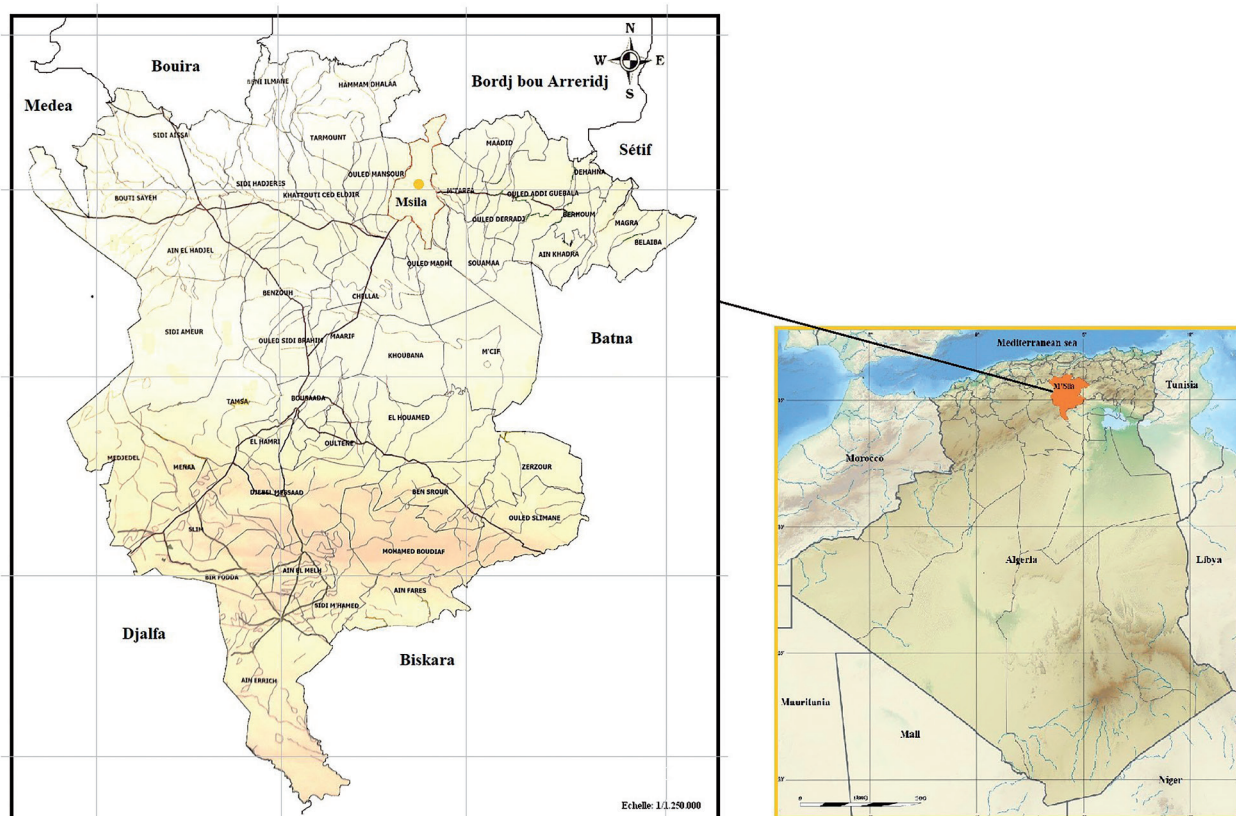 N
W E
S
Bouira
Medea
Bordj bou Arreridj
Sétif
Batna
Djalfa
Biskara
BENI ILMANE
HAMMAM DHALAA
SIDI AISSA
TARMOUNT
MAADID
DEHAHNA
OULED MANSOUR
SIDI HADJERES
KHATTOUTI CED ELDJIR
BOUTI SAYEH
M'TARFA
OULED ADDI GUEBALA
Msila
OULED DERRADJ
BERHOUM
MAGRA
BELAIBA
AIN EL HADJEL
OULED MADHI
SOUAMAA
AIN KHADRA
BENZOUH
CHELLAL
SIDI AMEUR
OULED SIDI BRAHIM
MAARIF
KHOUBANA
M'CIF
TAMSA
BOUSAADA
EL HOUAMED
EL HAMRI
OULTENE
MEDJEDEL
MENAA
ZERZOUR
DJEBEL MESSAAD
BEN SROUR
SLIM
OULED SLIMANE
MOHAMED BOUDIAF
BIR FODDA
AIN EL MELH
AIN FARES
SIDI M'HAMED
AIN ERRICH
Echelle: 1/1.250.000
Mediterranean sea
M'Sila
Tunisia
Morocco
Algeria
Libya
Mauritania
Mali
Niger
0 (km) 500